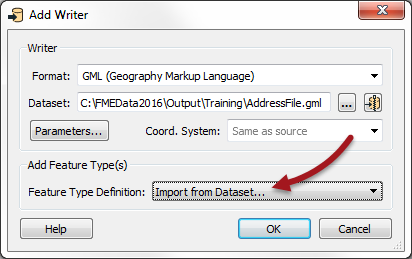 Add Writer
Writer
Format: GML (Geography Markup Language)
Dataset: C:\FMEData2016\Output\Training\AddressFile.gml ...
Parameters... Coord. System: Same as source
Add Feature Type(s)
Feature Type Definition: Import from Dataset...
Help OK Cancel